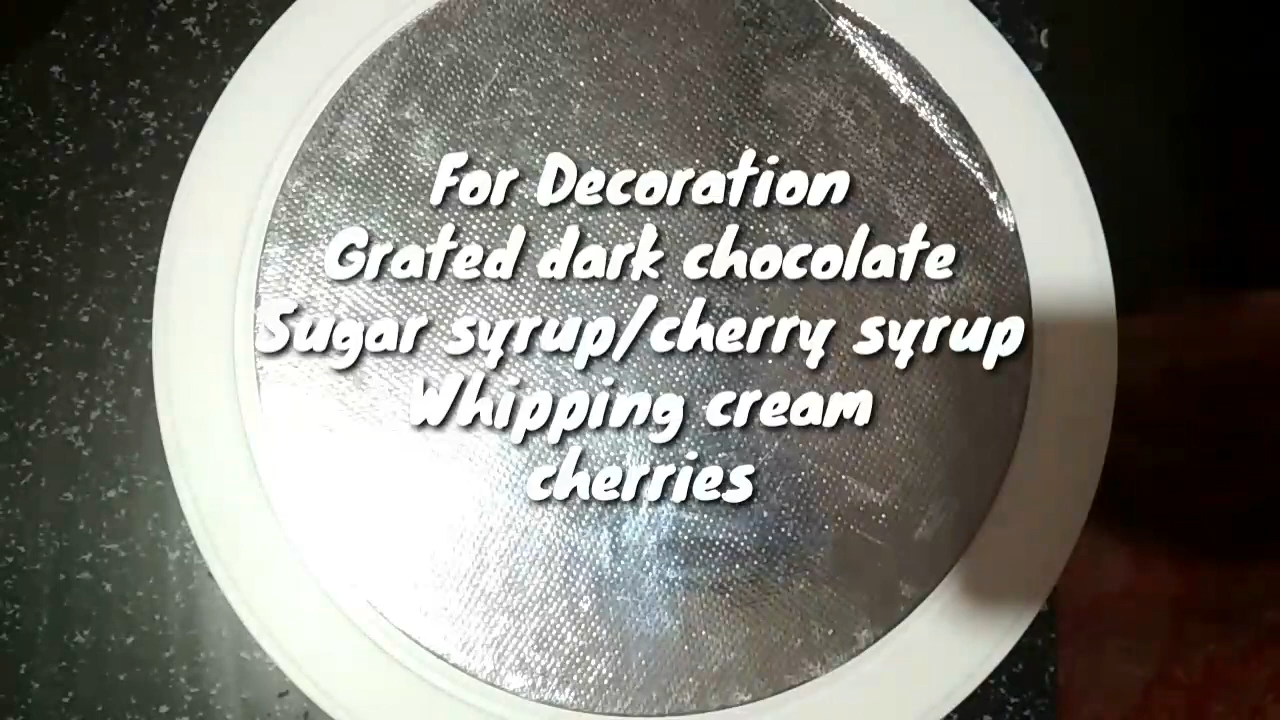 For Decoration
Grated dark chocolate
Sugar syrup/cherry syrup
Whipping cream
cherries